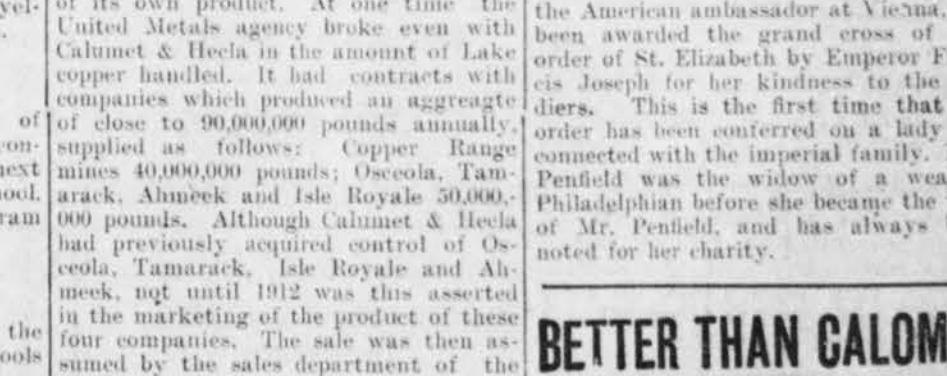 yel-
of
con-
next
ool.
ram
the
ools
of its own product. At one time the
United Metals agency broke even with
Calumet & Hecla in the amount of Lake
copper handled. It had contracts with
companies which produced an aggreagte
of close to 90,000,000 pounds annually,
supplied as follows: Copper Range
mines 40,000,000 pounds; Osceola, Tam-
arack, Ahmeek and Isle Royale 50,000,-
000 pounds. Although Calumet & Hecla
had previously acquired control of Os-
ceola, Tamarack, Isle Royale and Ah-
meek, not until 1912 was this asserted
in the marketing of the product of these
four companies. The sale was then as-
sumed by the sales department of the
the American ambassador at Vienna,
been awarded the grand cross of
order of St. Elizabeth by Emperor F
cis Joseph for her kindness to the
diers. This is the first time that
order has been conferred on a lady
connected with the imperial family.
Penfield was the widow of a wea
Philadelphian before she became the
of Mr. Penfield, and has always
noted for her charity.
BETTER THAN CALOM